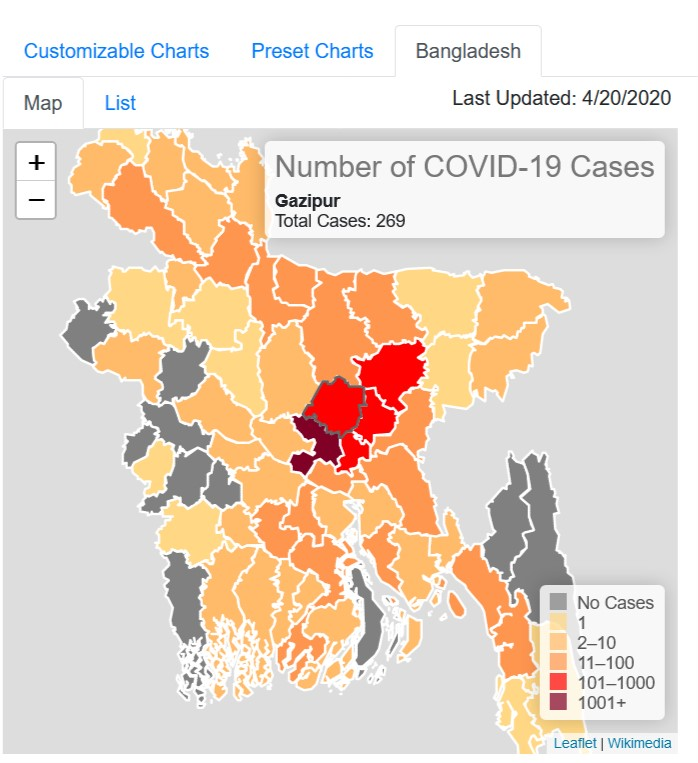 Customizable Charts Preset Charts Bangladesh
Map List Last Updated: 4/20/2020
+
−
Number of COVID-19 Cases
Gazipur
Total Cases: 269
No Cases
1
2–10
11–100
101–1000
1001+
Leaflet | Wikimedia